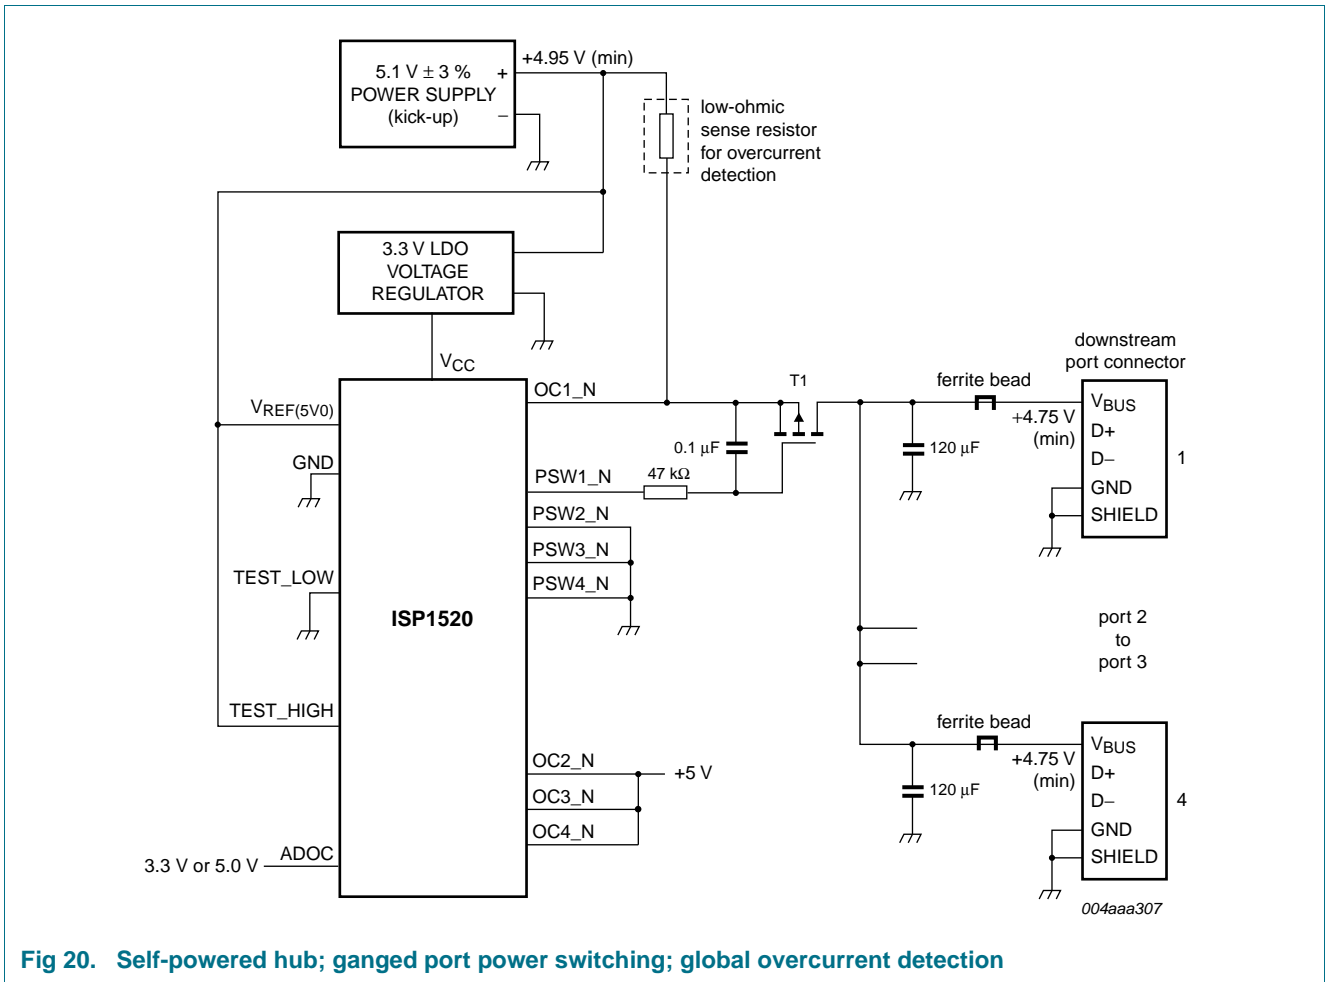 +4.95 V (min)
5.1 V ± 3 %
POWER SUPPLY
(kick-up)
+
−
low-ohmic
sense resistor
for overcurrent
detection
3.3 V LDO
VOLTAGE
REGULATOR
VCC
VREF(5V0)
GND
TEST_LOW
TEST_HIGH
3.3 V or 5.0 V
ADOC
ISP1520
OC1_N
PSW1_N
PSW2_N
PSW3_N
PSW4_N
OC2_N
OC3_N
OC4_N
+5 V
0.1 μF
47 kΩ
T1
ferrite bead
120 μF
+4.75 V
(min)
downstream
port connector
VBUS
D+
D−
GND
SHIELD
1
port 2
to
port 3
ferrite bead
120 μF
+4.75 V
(min)
VBUS
D+
D−
GND
SHIELD
4
004aaa307
Fig 20. Self-powered hub; ganged port power switching; global overcurrent detection